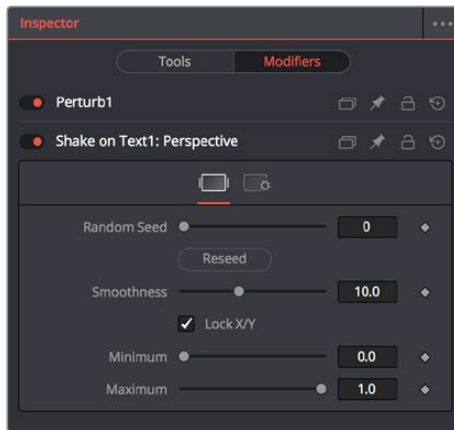 Inspector
Tools Modifiers
Perturb1
Shake on Text1: Perspective
Random Seed 0
Reseed
Smoothness 10.0
Lock X/Y
Minimum 0.0
Maximum 1.0